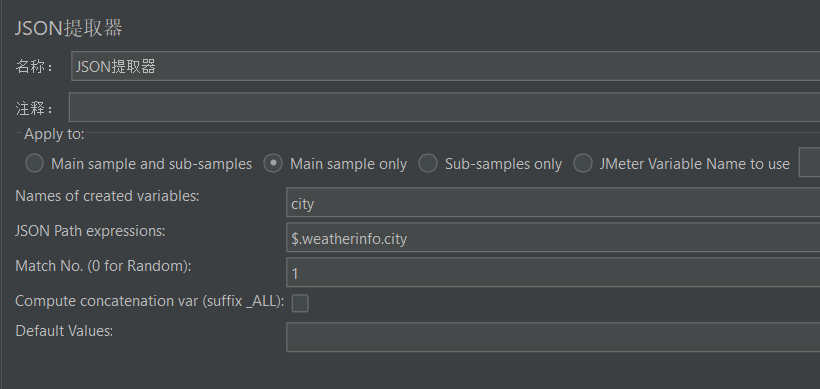 JSON提取器
名称： JSON提取器
注释：
Apply to:
Main sample and sub-samples Main sample only Sub-samples only JMeter Variable Name to use
Names of created variables: city
JSON Path expressions: $.weatherinfo.city
Match No. (0 for Random): 1
Compute concatenation var (suffix _ALL):
Default Values: